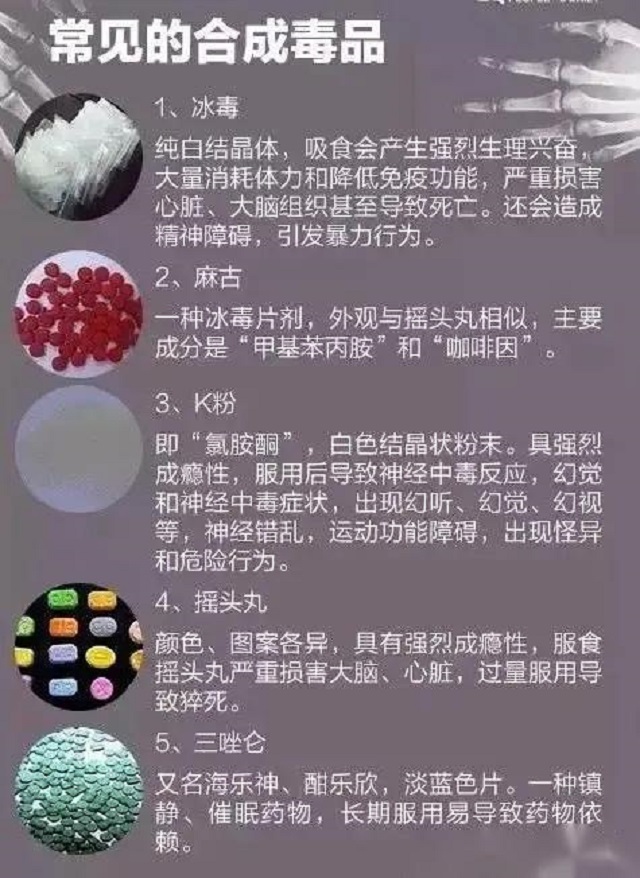 常见的合成毒品
1、冰毒
纯白结晶体，吸食会产生强烈生理兴奋，
大量消耗体力和降低免疫功能，严重损害
心脏、大脑组织甚至导致死亡。还会造成
精神障碍，引发暴力行为。
2、麻古
一种冰毒片剂，外观与摇头丸相似，主要
成分是“甲基苯丙胺”和“咖啡因”。
3、K粉
即“氯胺酮”，白色结晶状粉末。具强烈
成瘾性，服用后导致神经中毒反应，幻觉
和神经中毒症状，出现幻听、幻觉、幻视
等，神经错乱，运动功能障碍，出现怪异
和危险行为。
4、摇头丸
颜色、图案各异，具有强烈成瘾性，服食
摇头丸严重损害大脑、心脏，过量服用导
致猝死。
5、三唑仑
又名海乐神、酣乐欣，淡蓝色片。一种镇
静、催眠药物，长期服用易导致药物依
赖。